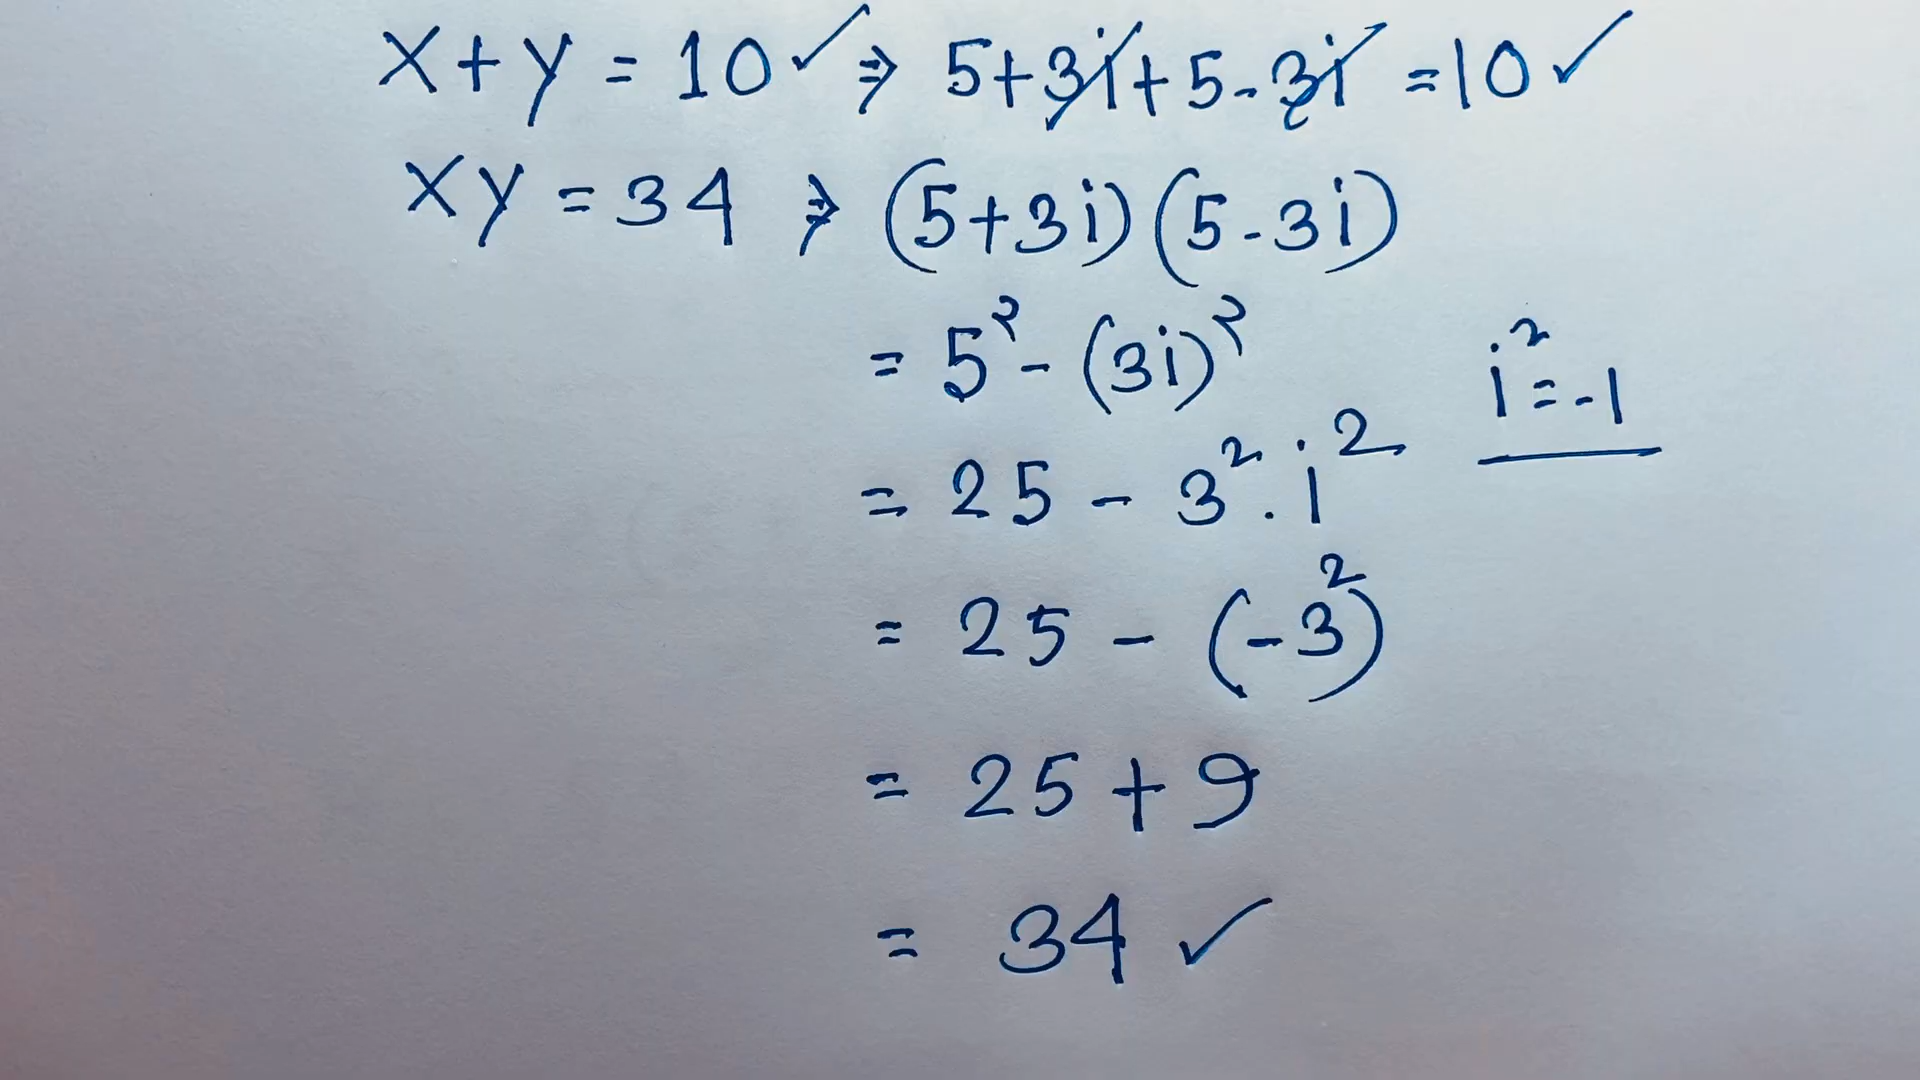 x + y = 10 ✓ ⇒ 5 + 3i + 5 - 3i = 10 ✓
xy = 34 ⇒ (5 + 3i) (5 - 3i)
= 5² - (3i)²
i² = -1
= 25 - 3² . i²
= 25 - (-3²)
= 25 + 9
= 34 ✓